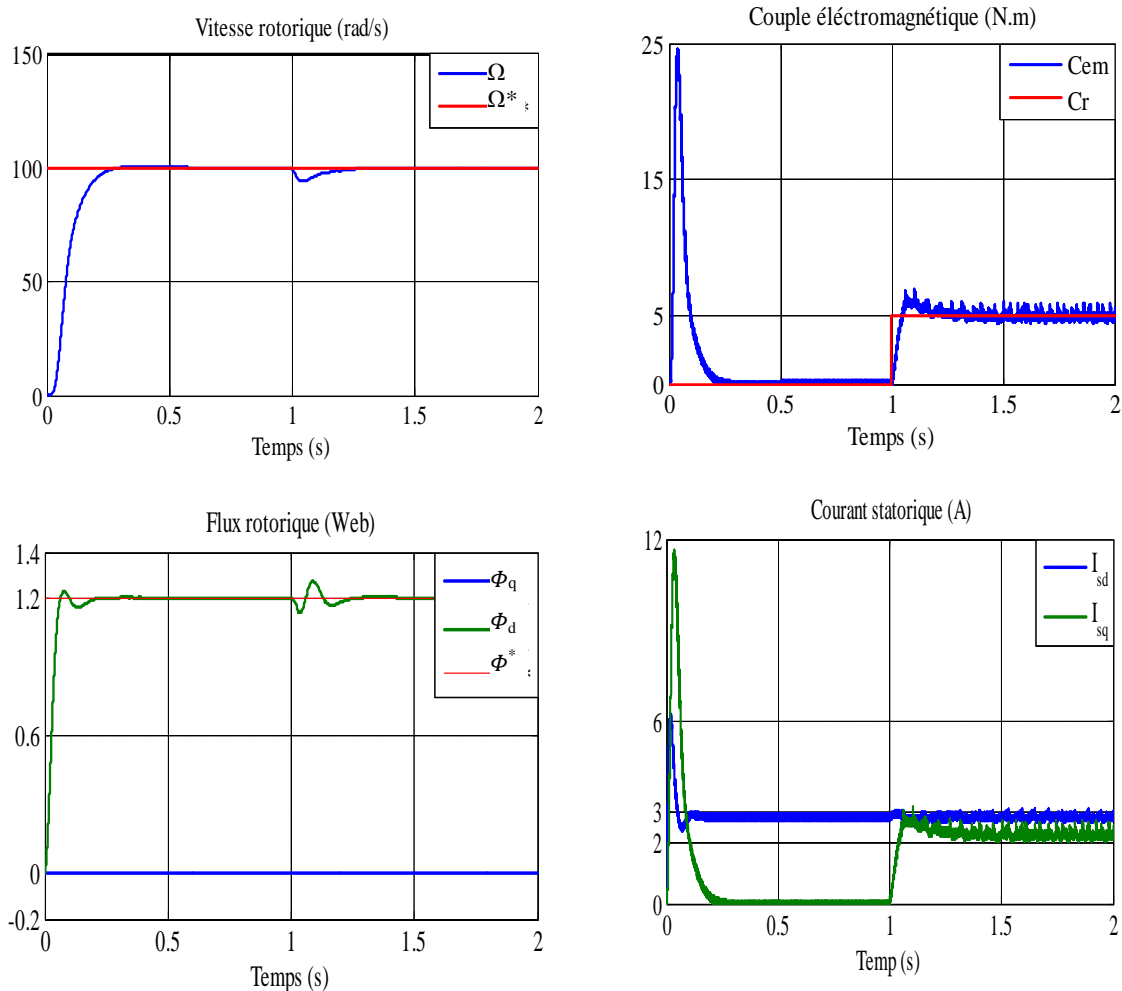 Vitesse rotorique (rad/s)
150
100
50
0
0 0.5 1 1.5 2
Temps (s)
Ω
Ω* *
Couple éléctromagnétique (N.m)
25
15
5
0
0 0.5 1 1.5 2
Temps (s)
Cem
Cr
Flux rotorique (Web)
1.4
1.2
0.6
0
-0.2
0 0.5 1 1.5 2
Temps (s)
Φq
Φd
Φ*
Courant statorique (A)
12
6
3
2
0
0 0.5 1 1.5 2
Temp (s)
Isd
Isq